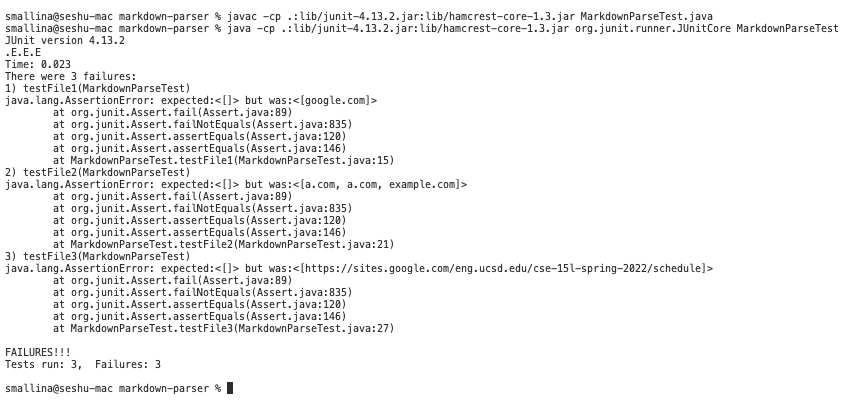 smallina@seshu-mac markdown-parser % javac -cp .:lib/junit-4.13.2.jar:lib/hamcrest-core-1.3.jar MarkdownParseTest.java
smallina@seshu-mac markdown-parser % java -cp .:lib/junit-4.13.2.jar:lib/hamcrest-core-1.3.jar org.junit.runner.JUnitCore MarkdownParseTest
JUnit version 4.13.2
.E.E.E
Time: 0.023
There were 3 failures:
1) testFile1(MarkdownParseTest)
java.lang.AssertionError: expected:<[]> but was:<[google.com]>
        at org.junit.Assert.fail(Assert.java:89)
        at org.junit.Assert.failNotEquals(Assert.java:835)
        at org.junit.Assert.assertEquals(Assert.java:120)
        at org.junit.Assert.assertEquals(Assert.java:146)
        at MarkdownParseTest.testFile1(MarkdownParseTest.java:15)
2) testFile2(MarkdownParseTest)
java.lang.AssertionError: expected:<[]> but was:<[a.com, a.com, example.com]>
        at org.junit.Assert.fail(Assert.java:89)
        at org.junit.Assert.failNotEquals(Assert.java:835)
        at org.junit.Assert.assertEquals(Assert.java:120)
        at org.junit.Assert.assertEquals(Assert.java:146)
        at MarkdownParseTest.testFile2(MarkdownParseTest.java:21)
3) testFile3(MarkdownParseTest)
java.lang.AssertionError: expected:<[]> but was:<[https://sites.google.com/eng.ucsd.edu/cse-15l-spring-2022/schedule]>
        at org.junit.Assert.fail(Assert.java:89)
        at org.junit.Assert.failNotEquals(Assert.java:835)
        at org.junit.Assert.assertEquals(Assert.java:120)
        at org.junit.Assert.assertEquals(Assert.java:146)
        at MarkdownParseTest.testFile3(MarkdownParseTest.java:27)

FAILURES!!!
Tests run: 3,  Failures: 3

smallina@seshu-mac markdown-parser %